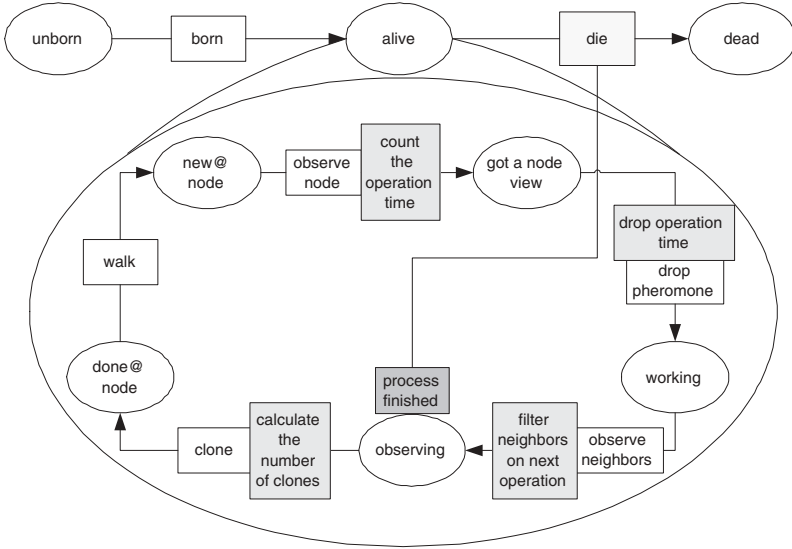 unborn
born
alive
die
dead
new@
node
observe
node
count
the
operation
time
got a node
view
drop operation
time
drop
pheromone
walk
done@
node
working
process
finished
clone
calculate
the
number
of clones
observing
filter
neighbors
on next
operation
observe
neighbors